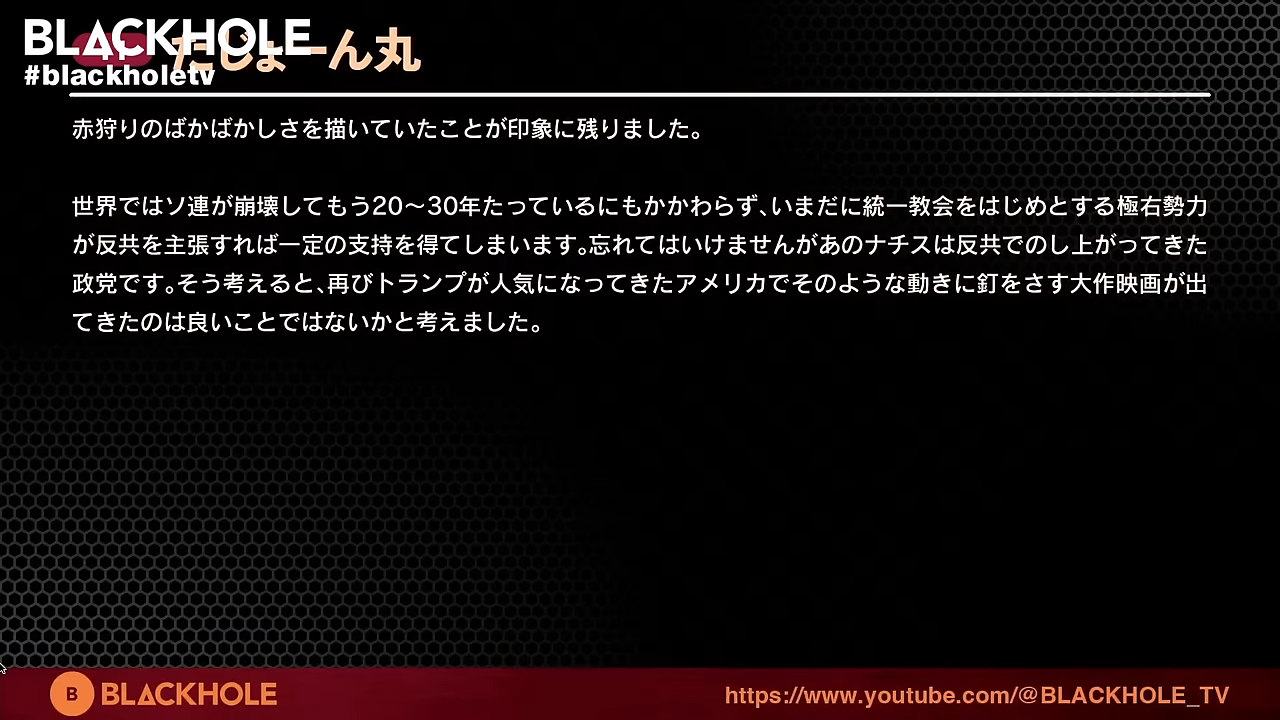 BLACKHOLE
だじょーん丸
#blackholetv
赤狩りのばかばかしさを描いていたことが印象に残りました。
世界ではソ連が崩壊してもう20〜30年たっているにもかかわらず、いまだに統一教会をはじめとする極右勢力
が反共を主張すれば一定の支持を得てしまいます。忘れてはいけませんがあのナチスは反共でのし上がってきた
政党です。そう考えると、再びトランプが人気になってきたアメリカでそのような動きに釘をさす大作映画が出
てきたのは良いことではないかと考えました。
B BLACKHOLE
https://www.youtube.com/@BLACKHOLE_TV